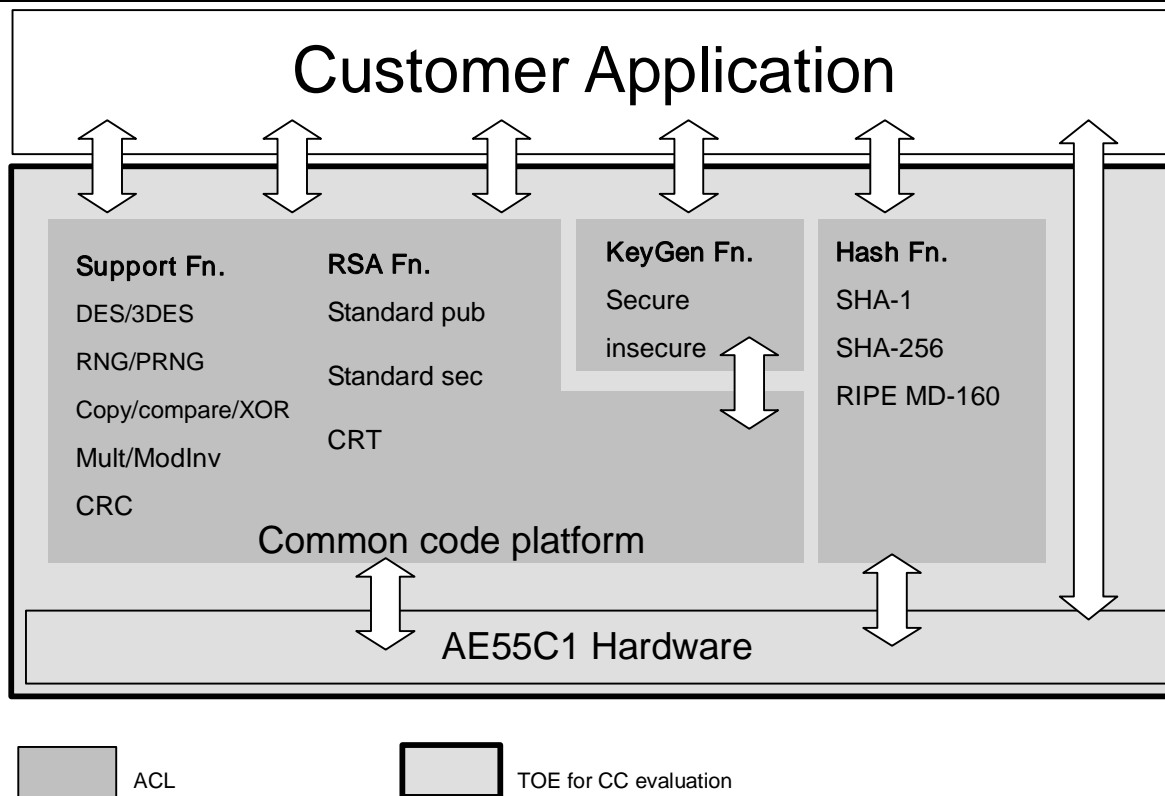 Customer Application
Support Fn.
DES/3DES
RNG/PRNG
Copy/compare/XOR
Mult/ModInv
CRC
RSA Fn.
Standard pub
Standard sec
CRT
Common code platform
KeyGen Fn.
Secure
insecure
Hash Fn.
SHA-1
SHA-256
RIPE MD-160
AE55C1 Hardware
ACL
TOE for CC evaluation